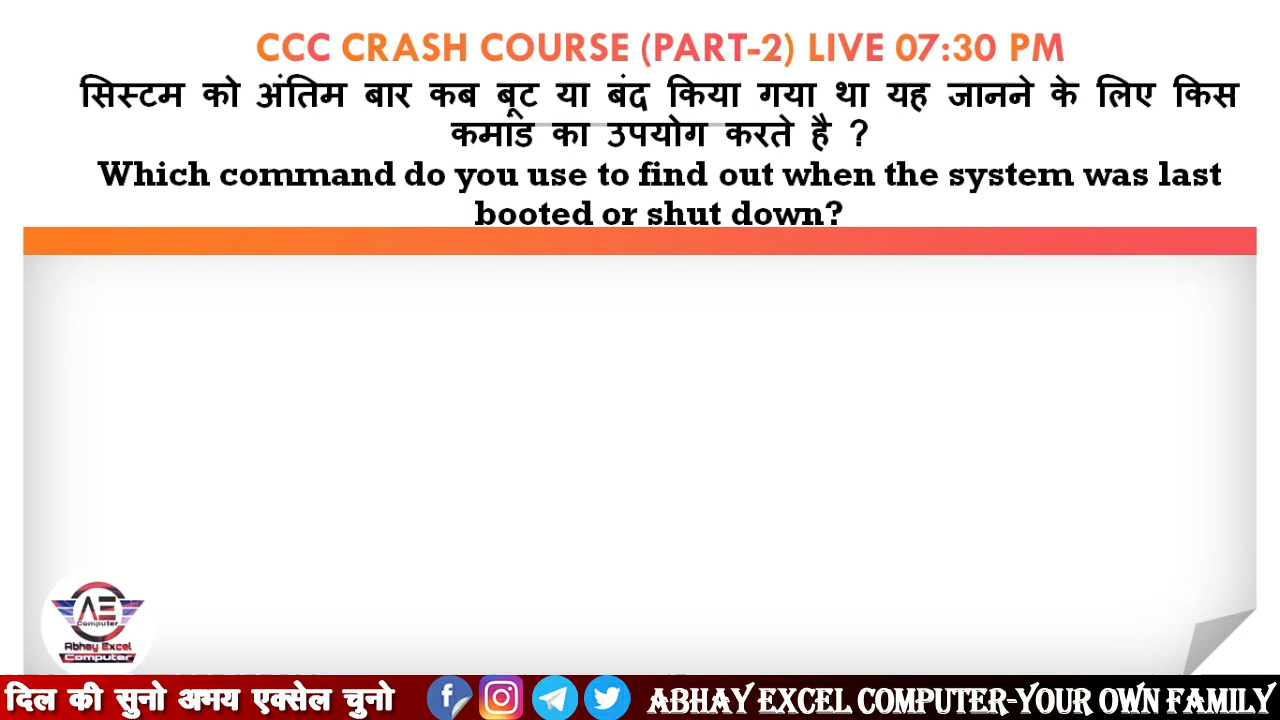 CCC CRASH COURSE (PART-2) LIVE 07:30 PM
सिस्टम को अंतिम बार कब बूट या बंद किया गया था यह जानने के लिए किस
कमांड का उपयोग करते है ?
Which command do you use to find out when the system was last
booted or shut down?
AE
Computer
Abhay Excel
Computer
दिल की सुनो अभय एक्सेल चुनो
ABHAY EXCEL COMPUTER-YOUR OWN FAMILY